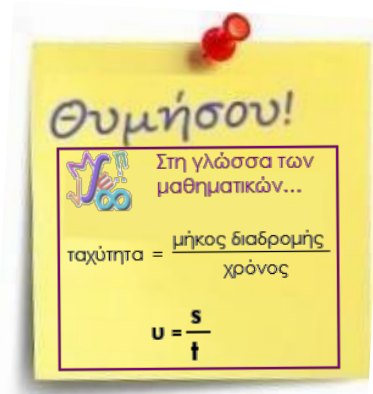 Θυμήσου!
Στη γλώσσα των
μαθηματικών...
ταχύτητα = μήκος διαδρομής
χρόνος
υ = s
t